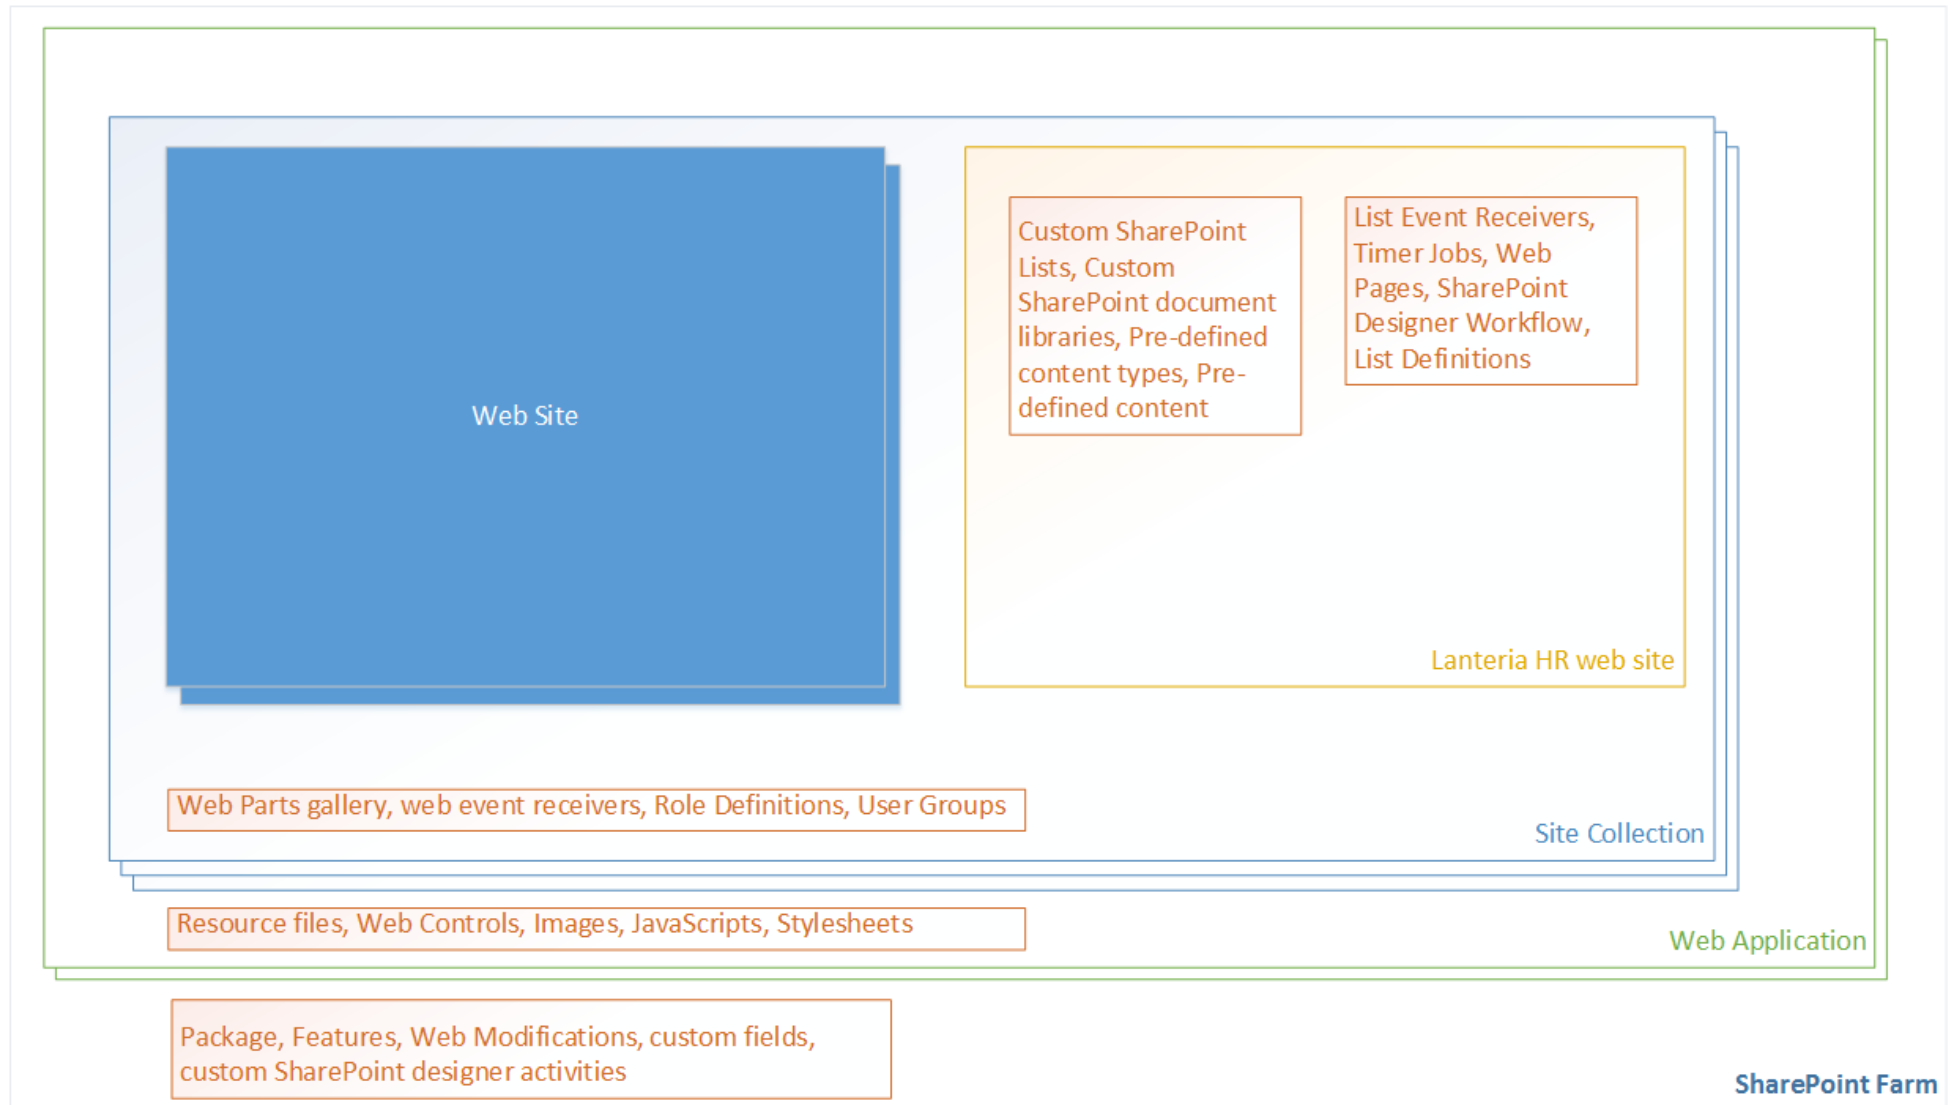 Web Site
Custom SharePoint
Lists, Custom
SharePoint document
libraries, Pre-defined
content types, Pre-
defined content
List Event Receivers,
Timer Jobs, Web
Pages, SharePoint
Designer Workflow,
List Definitions
Lanteria HR web site
Web Parts gallery, web event receivers, Role Definitions, User Groups
Site Collection
Resource files, Web Controls, Images, JavaScripts, Stylesheets
Web Application
Package, Features, Web Modifications, custom fields,
custom SharePoint designer activities
SharePoint Farm